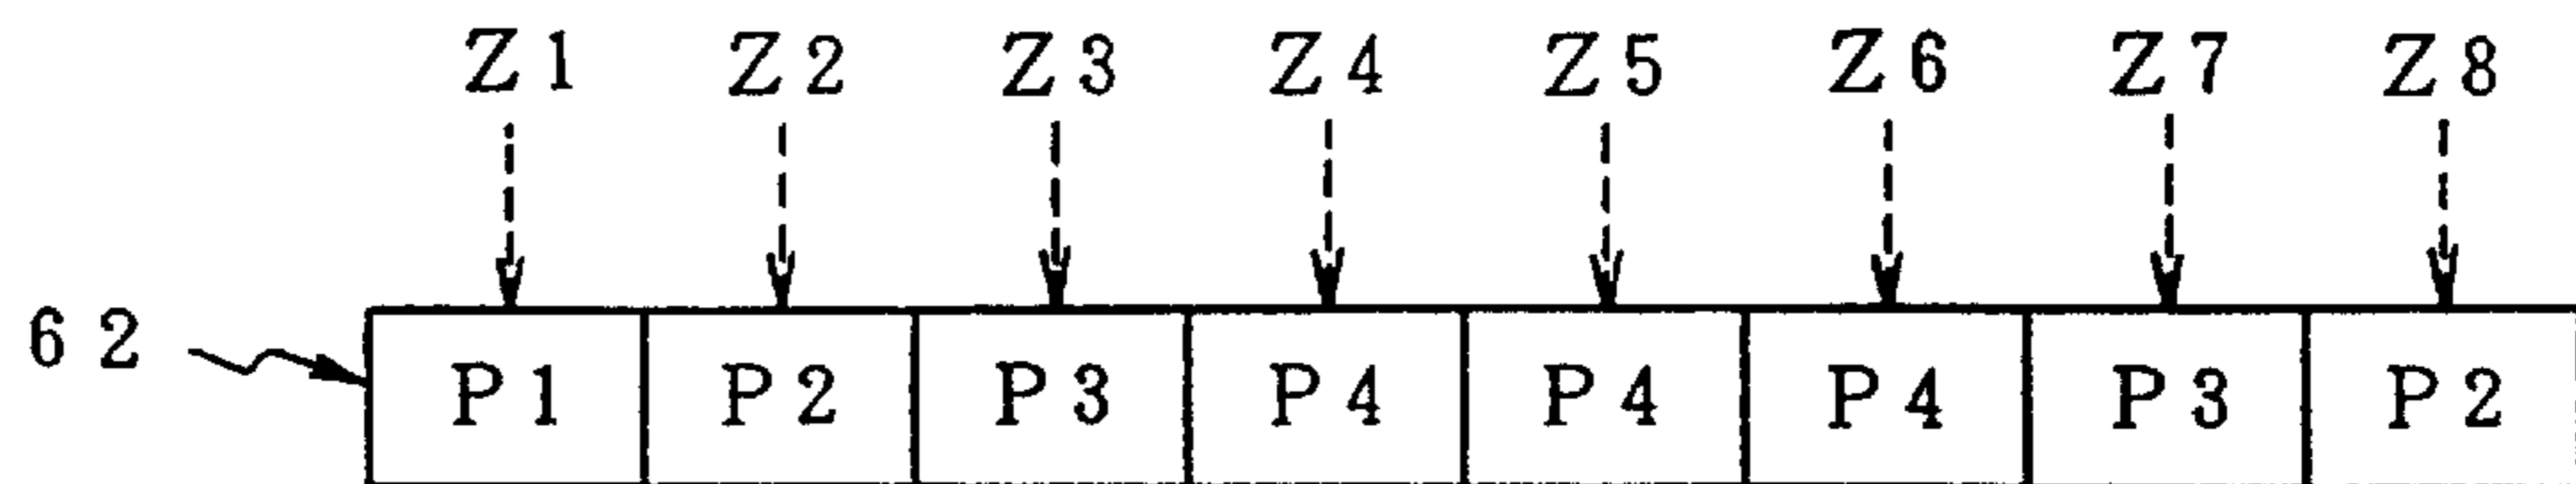 Z1 Z2 Z3 Z4 Z5 Z6 Z7 Z8
62 P1 P2 P3 P4 P4 P4 P3 P2